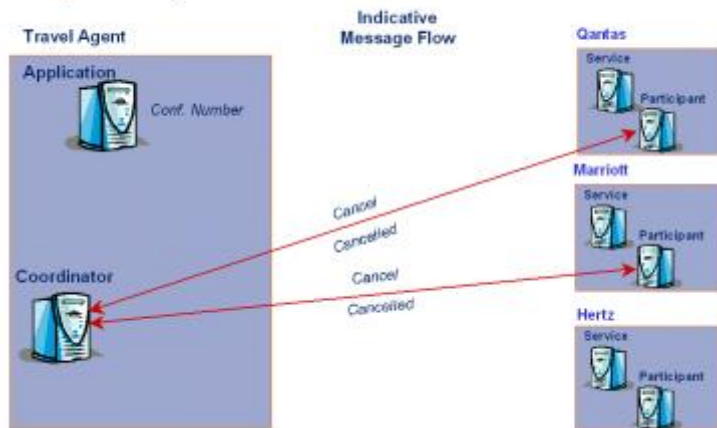 Indicative
Message Flow
Travel Agent
Application
Conf. Number
Coordinator
Cancel
Cancelled
Cancel
Cancelled
Qantas
Service
Participant
Marriott
Service
Participant
Hertz
Service
Participant